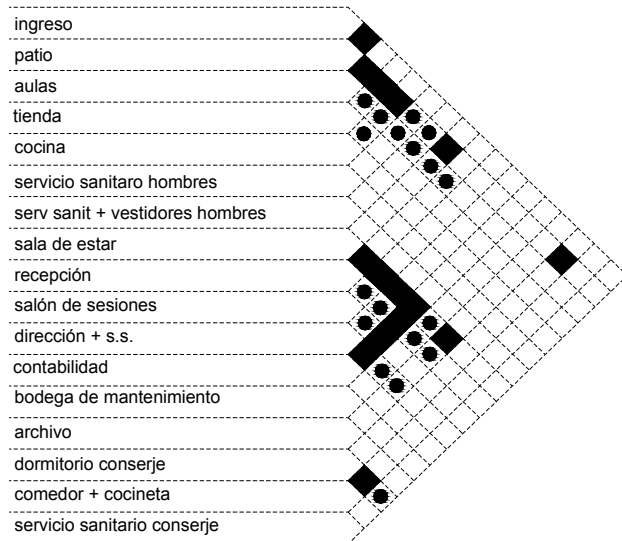 ingreso
patio
aulas
tienda
cocina
servicio sanitaro hombres
serv sanit + vestidores hombres
sala de estar
recepción
salón de sesiones
dirección + s.s.
contabilidad
bodega de mantenimiento
archivo
dormitorio conserje
comedor + cocineta
servicio sanitario conserje